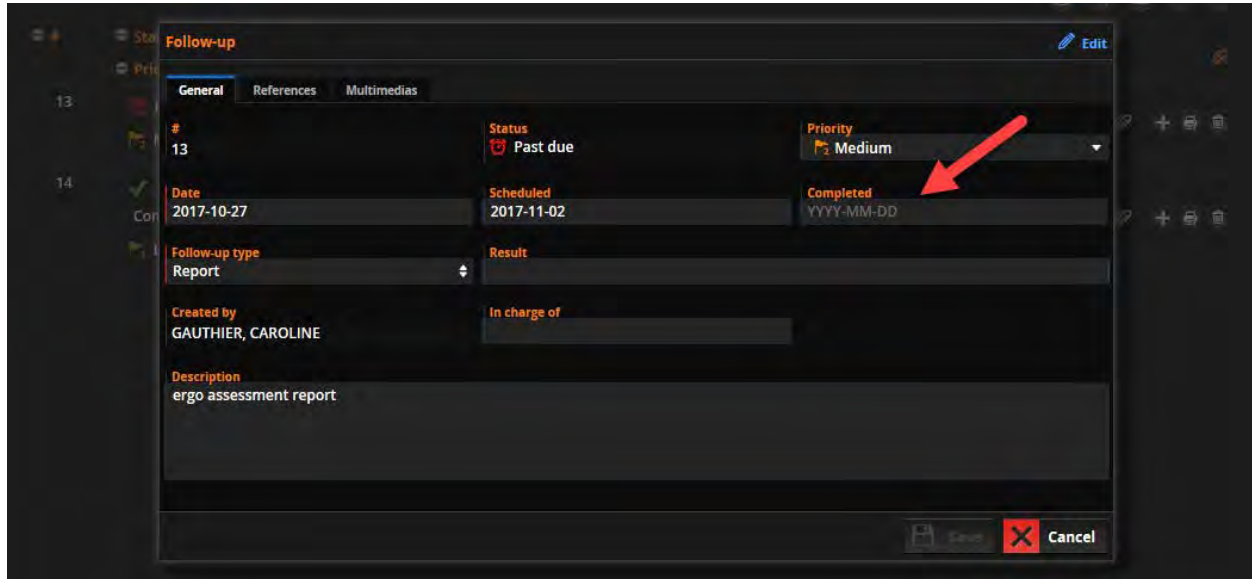 #
Sta
Follow-up
Edit
Prio
General References Multimedias
13
#
Status
Priority
13
Past due
Medium
14
Date
Scheduled
Completed
2017-10-27
2017-11-02
YYYY-MM-DD
Follow-up type
Result
Report
Created by
In charge of
GAUTHIER, CAROLINE
Description
ergo assessment report
Save
Cancel